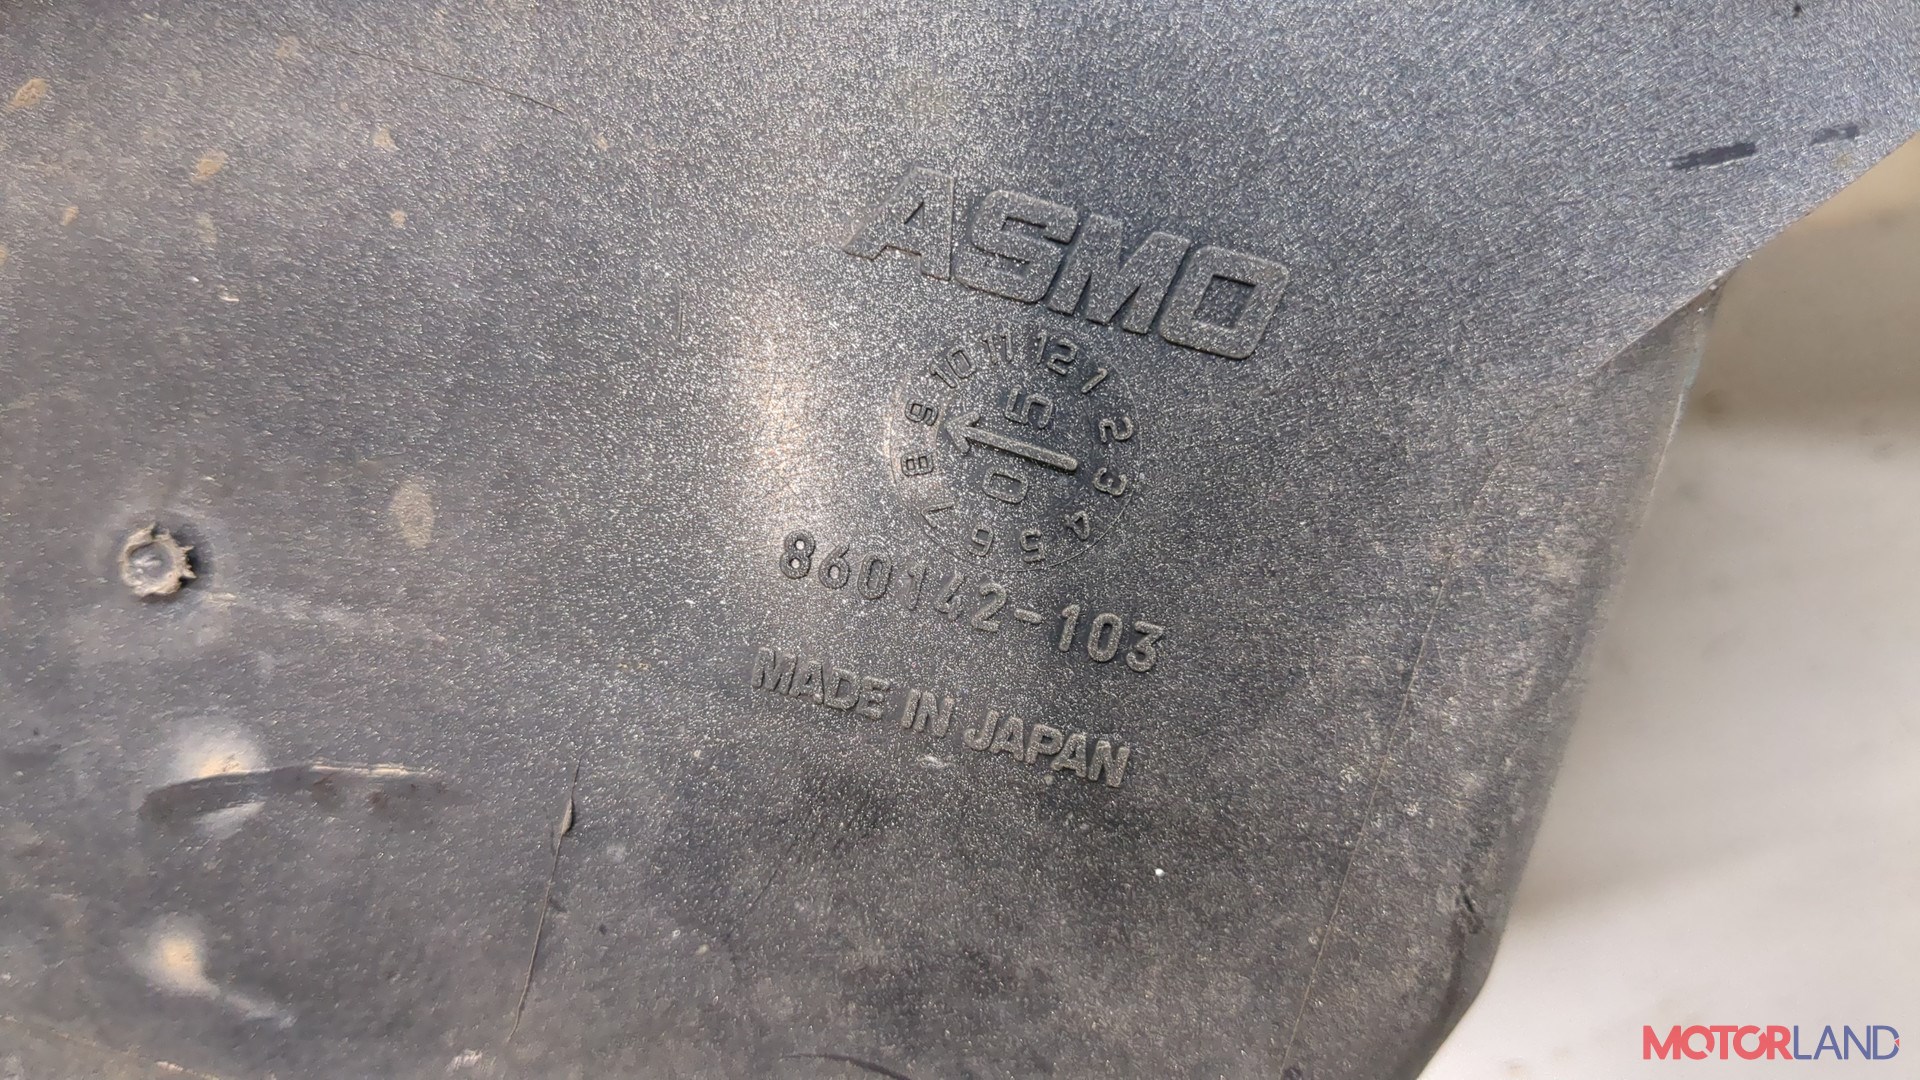 ASMO
10 11 12 1
9 5 2
8 0 3
7 6 5 4
860142-103
MADE IN JAPAN
MOTORLAND